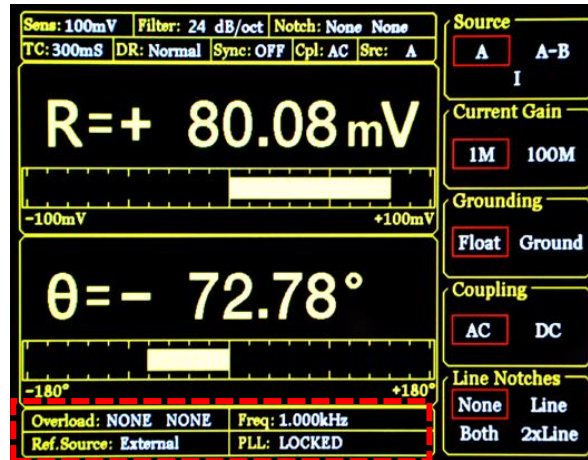 Sens: 100mV Filter: 24 dB/oct Notch: None None
TC: 300mS DR: Normal Sync: OFF Cpl: AC Src: A
R=+ 80.08 mV
-100mV +100mV
θ=- 72.78°
-180° +180°
Overload: NONE NONE Freq: 1.000kHz
Ref.Source: External PLL: LOCKED
Source
A A-B
I
Current Gain
1M 100M
Grounding
Float Ground
Coupling
AC DC
Line Notches
None Line
Both 2xLine